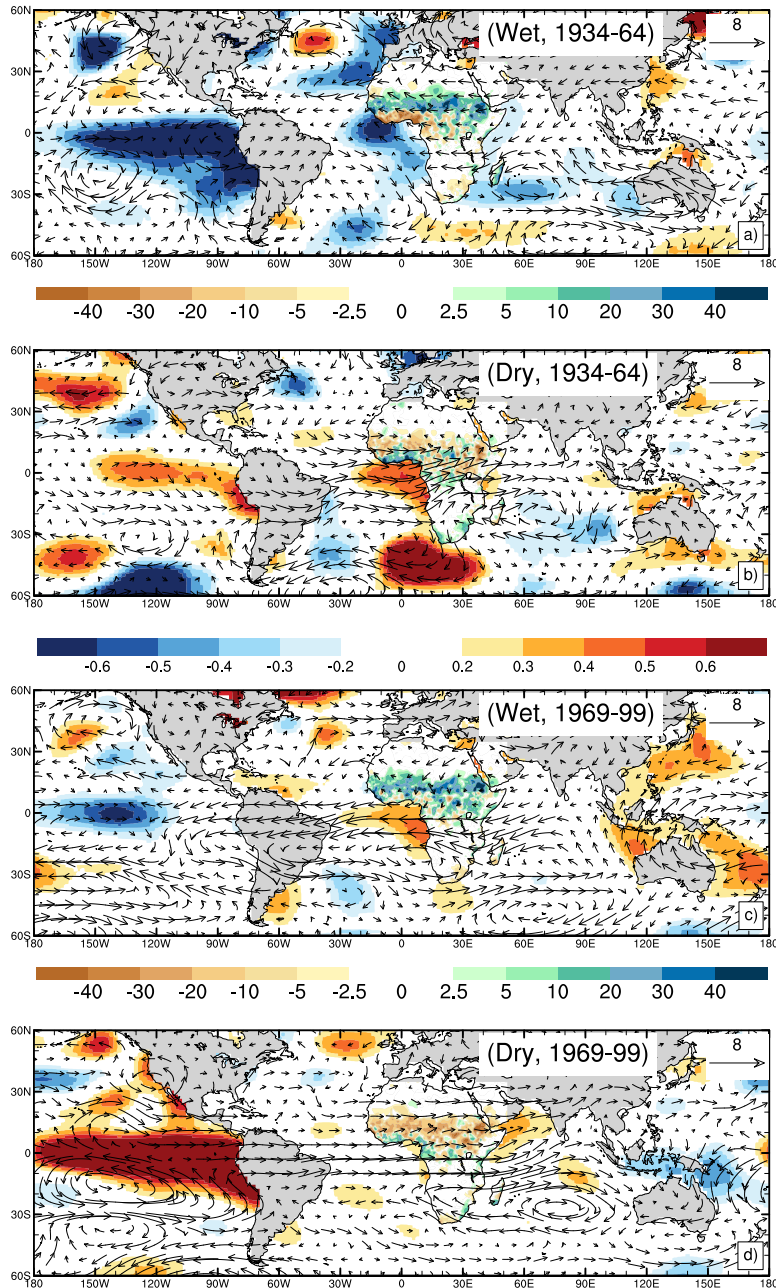 60N
(Wet, 1934-64)
8
30N
0
30S
a)
60S
180 150W 120W 90W 60W 30W 0 30E 60E 90E 120E 150E 180
-40 -30 -20 -10 -5 -2.5 0 2.5 5 10 20 30 40
60N
(Dry, 1934-64)
8
30N
0
30S
b)
60S
180 150W 120W 90W 60W 30W 0 30E 60E 90E 120E 150E 180
-0.6 -0.5 -0.4 -0.3 -0.2 0 0.2 0.3 0.4 0.5 0.6
60N
(Wet, 1969-99)
8
30N
0
30S
c)
60S
180 150W 120W 90W 60W 30W 0 30E 60E 90E 120E 150E 180
-40 -30 -20 -10 -5 -2.5 0 2.5 5 10 20 30 40
60N
(Dry, 1969-99)
8
30N
0
30S
d)
60S
180 150W 120W 90W 60W 30W 0 30E 60E 90E 120E 150E 180